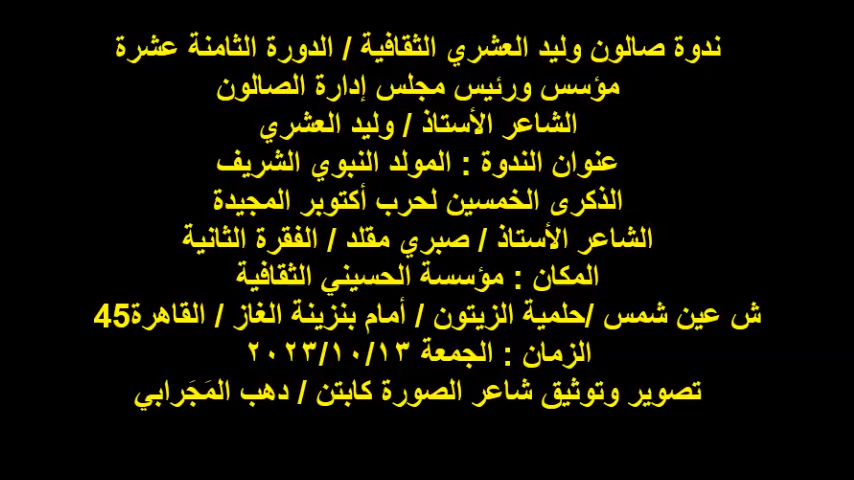 ندوة صالون وليد العشري الثقافية / الدورة الثامنة عشرة
مؤسس ورئيس مجلس إدارة الصالون
الشاعر الأستاذ / وليد العشري
عنوان الندوة : المولد النبوي الشريف
الذكرى الخمسين لحرب أكتوبر المجيدة
الشاعر الأستاذ / صبري مقلد / الفقرة الثانية
المكان : مؤسسة الحسيني الثقافية
ش عين شمس /حلمية الزيتون / أمام بنزينة الغاز / القاهرة45
الزمان : الجمعة ٢٠٢٣/١٠/١٣
تصوير وتوثيق شاعر الصورة كابتن / دهب المَجَرابي